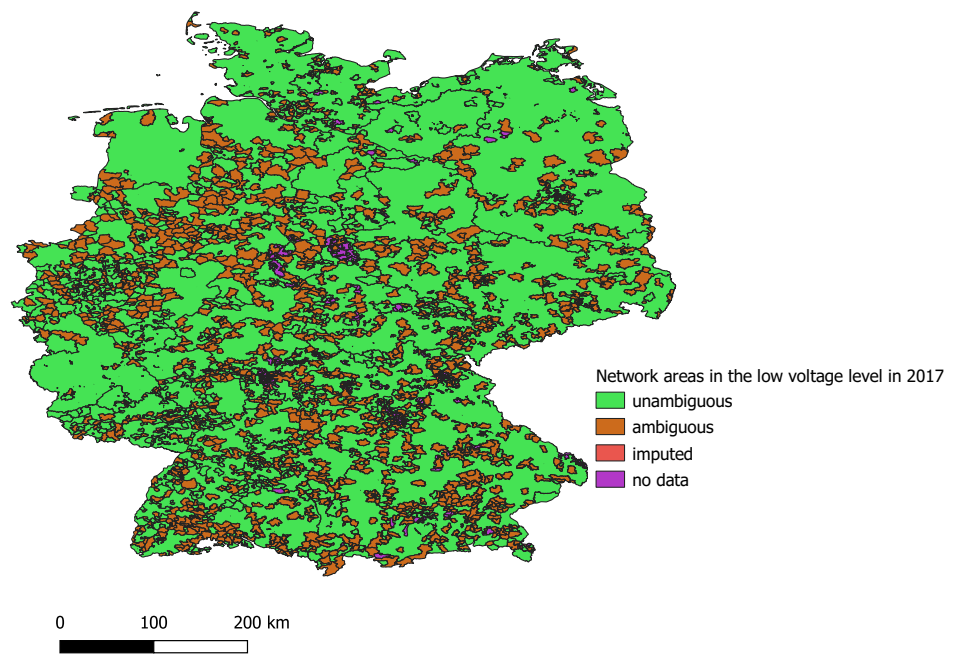 Network areas in the low voltage level in 2017
unambiguous
ambiguous
imputed
no data
0 100 200 km